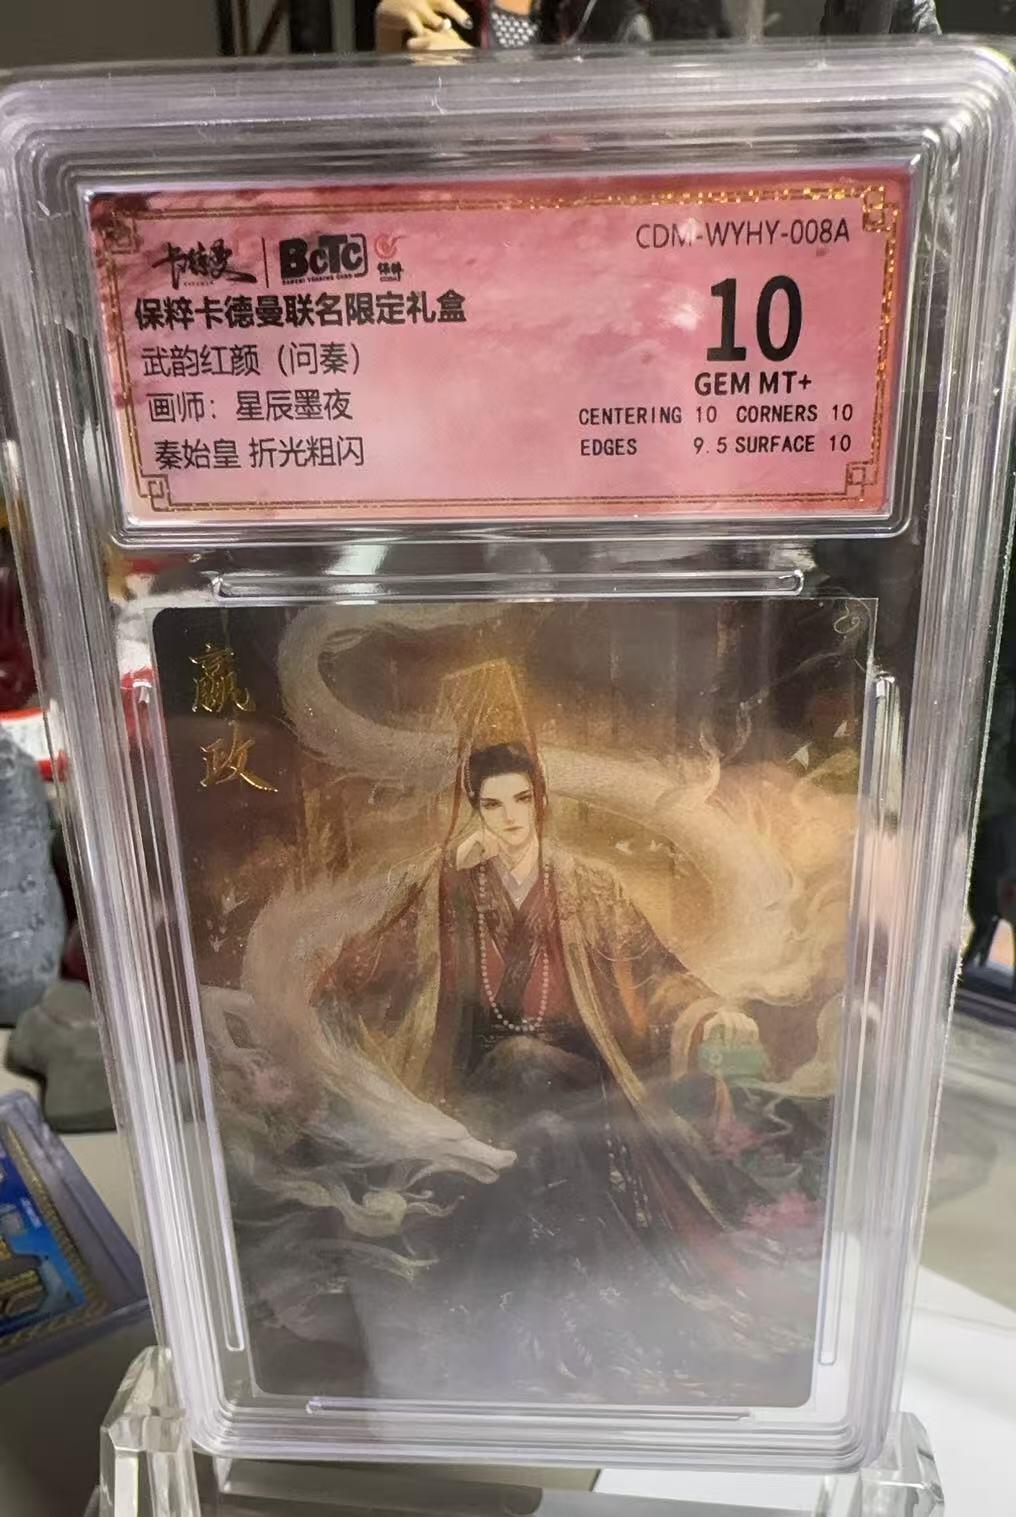 卡德曼 BCTC 保粹
CDM-WYHY-008A
保粹卡德曼联名限定礼盒
武韵红颜（问秦）
画师：星辰墨夜
秦始皇 折光粗闪
10
GEM MT+
CENTERING 10 CORNERS 10
EDGES 9.5 SURFACE 10
嬴政